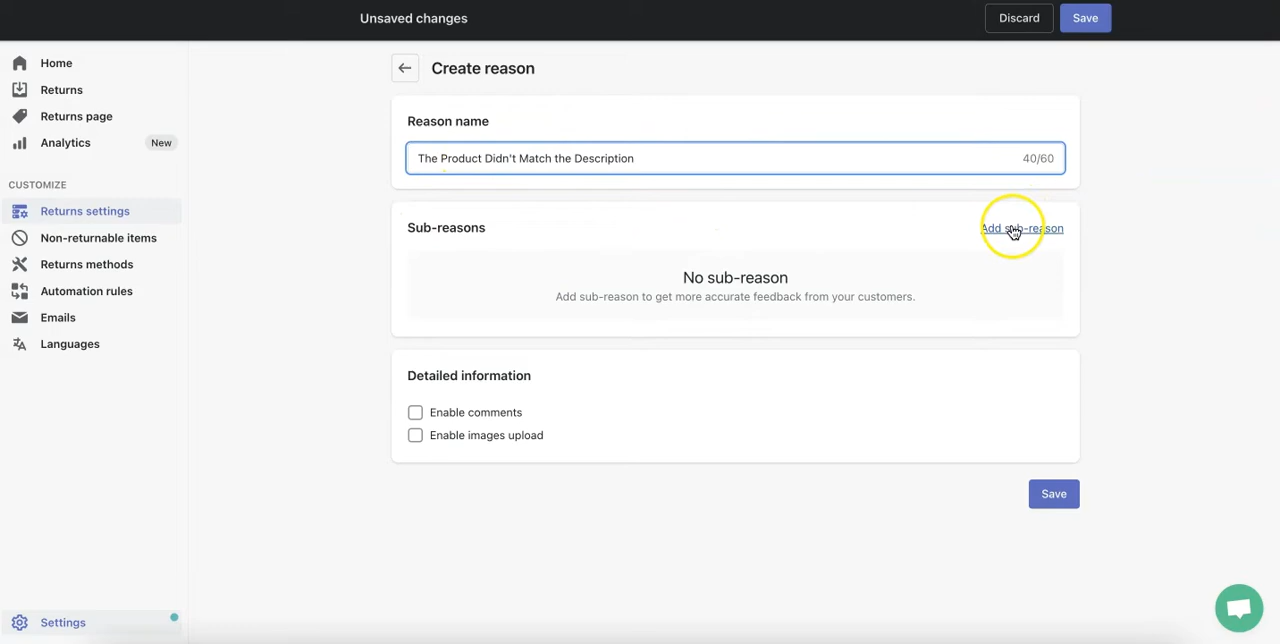 Unsaved changes
Discard
Save
Home
Returns
Returns page
Analytics
New
CUSTOMIZE
Returns settings
Non-returnable items
Returns methods
Automation rules
Emails
Languages
Settings
Create reason
Reason name
The Product Didn't Match the Description
40/60
Sub-reasons
Add sub-reason
No sub-reason
Add sub-reason to get more accurate feedback from your customers.
Detailed information
Enable comments
Enable images upload
Save